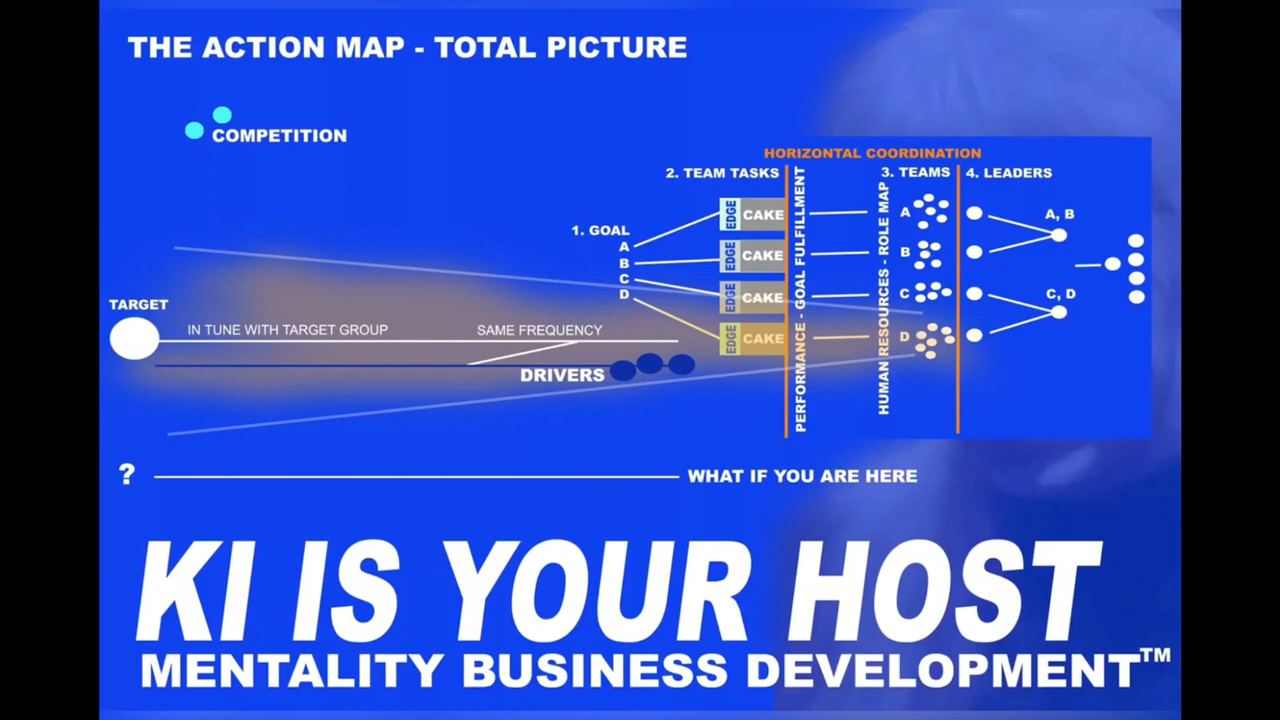 THE ACTION MAP - TOTAL PICTURE
COMPETITION
HORIZONTAL COORDINATION
2. TEAM TASKS
3. TEAMS
4. LEADERS
1. GOAL
A
B
C
D
EDGE CAKE
EDGE CAKE
EDGE CAKE
EDGE CAKE
PERFORMANCE - GOAL FULFILLMENT
HUMAN RESOURCES - ROLE MAP
A
B
C
D
A, B
C, D
TARGET
IN TUNE WITH TARGET GROUP
SAME FREQUENCY
DRIVERS
? WHAT IF YOU ARE HERE
KI IS YOUR HOST
MENTALITY BUSINESS DEVELOPMENT™